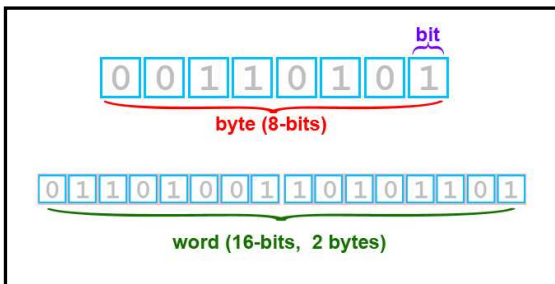 bit
0 0 1 1 0 1 0 1
byte (8-bits)
0 1 1 0 1 0 0 1 1 0 1 0 1 1 0 1
word (16-bits, 2 bytes)